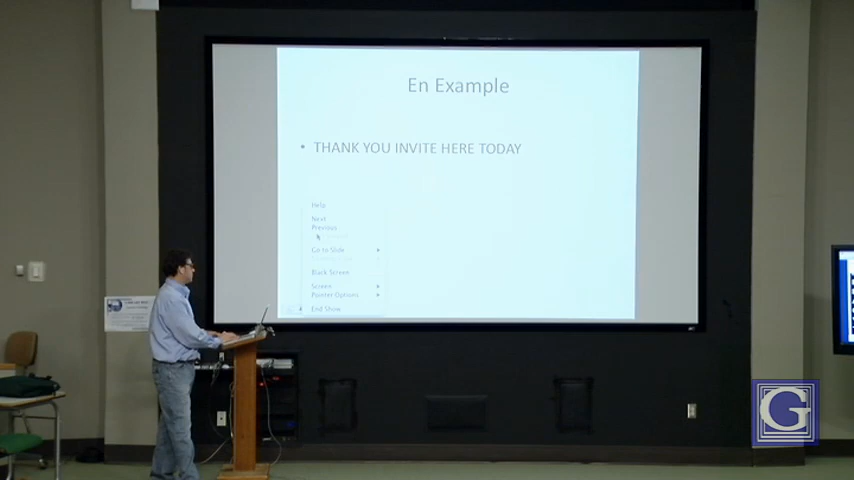 En Example
• THANK YOU INVITE HERE TODAY
Help
Next
Previous
Go to Slide
Black Screen
Screen
Pointer Options
End Show
G